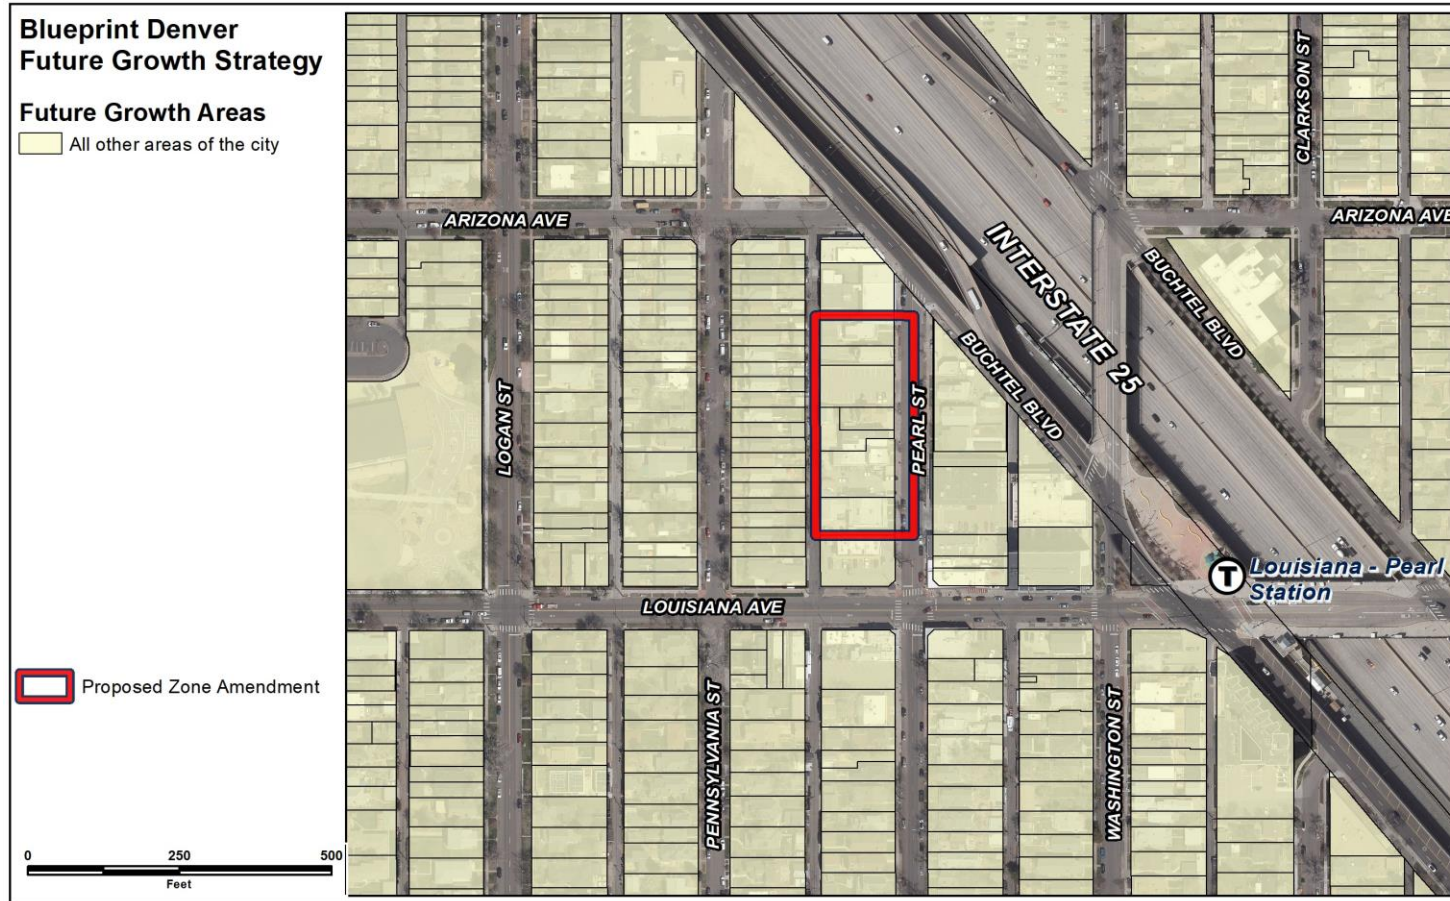 Blueprint Denver
Future Growth Strategy
Future Growth Areas
All other areas of the city
Proposed Zone Amendment
0 250 500
Feet
ARIZONA AVE
ARIZONA AVE
CLARKSON ST
INTERSTATE 25
BUCHTEL BLVD
BUCHTEL BLVD
LOGAN ST
PEARL ST
Louisiana - Pearl
Station
T
LOUISIANA AVE
PENNSYLVANIA ST
WASHINGTON ST